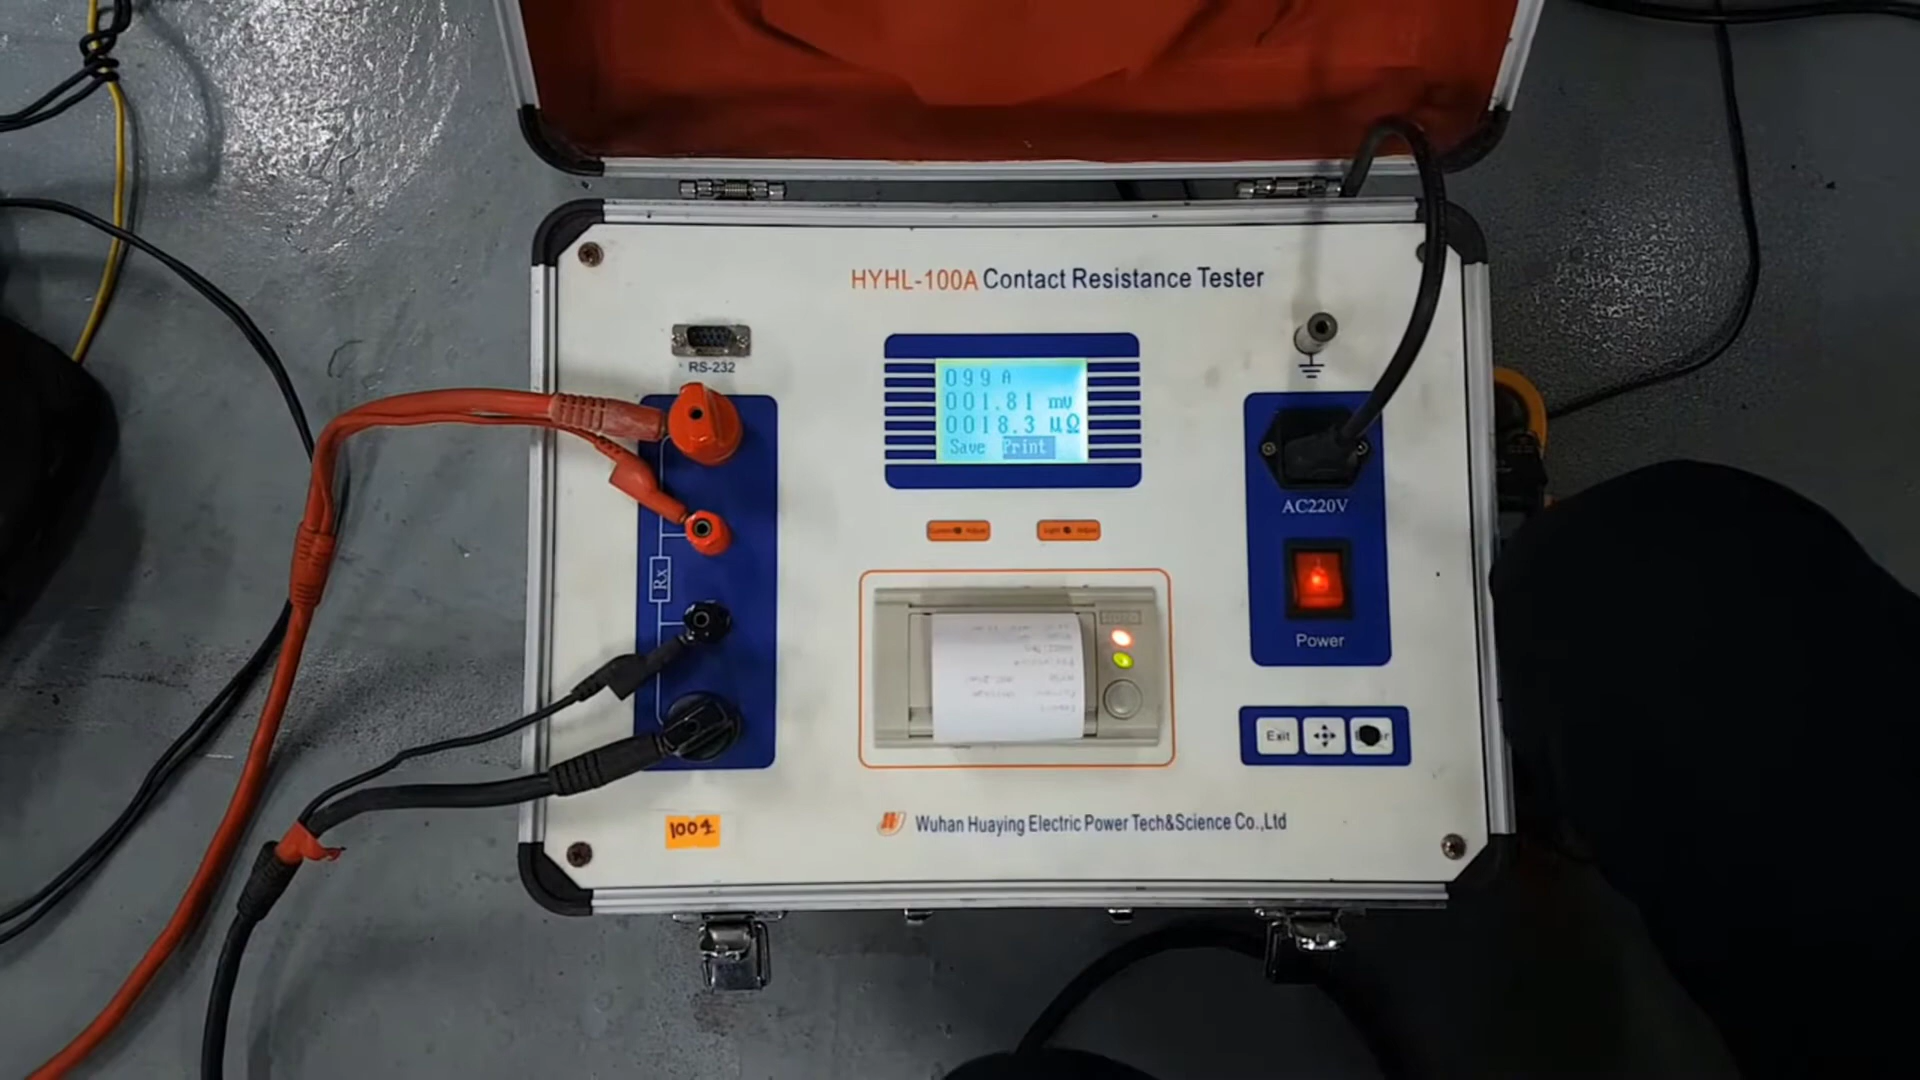 HYHL-100A Contact Resistance Tester
RS-232
099 A
001.81 mv
0018.3 μΩ
Save Print
AC220V
Rx
Power
Exit
1004
Wuhan Huaying Electric Power Tech&Science Co.,Ltd